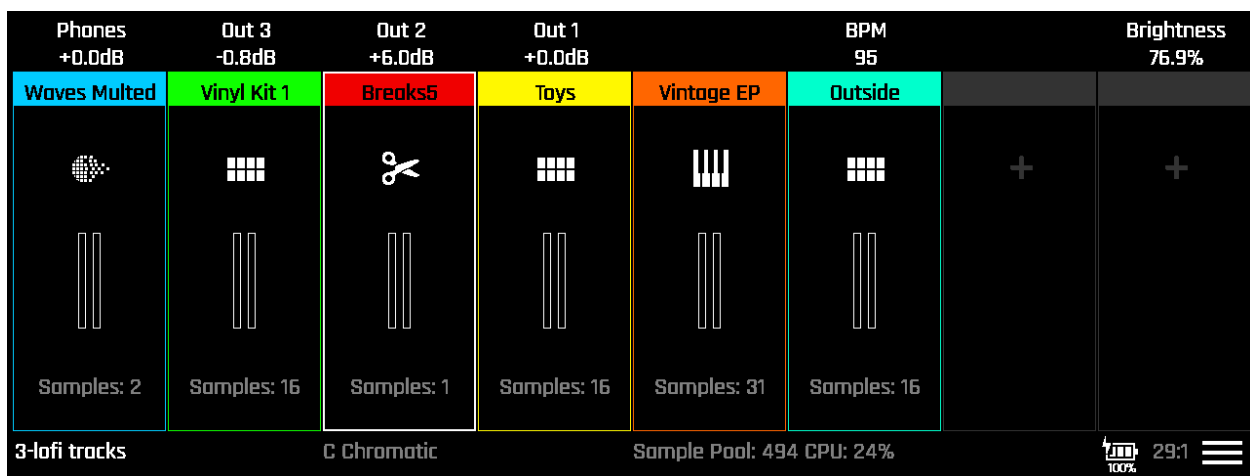 Phones Out 3 Out 2 Out 1 BPM Brightness
+0.0dB -0.8dB +6.0dB +0.0dB 95 76.9%
Waves Multed Vinyl Kit 1 Breaks5 Toys Vintage EP Outside
+ +
Samples: 2 Samples: 16 Samples: 1 Samples: 16 Samples: 31 Samples: 16
3-lofi tracks C Chromatic Sample Pool: 494 CPU: 24% 29:1
100%